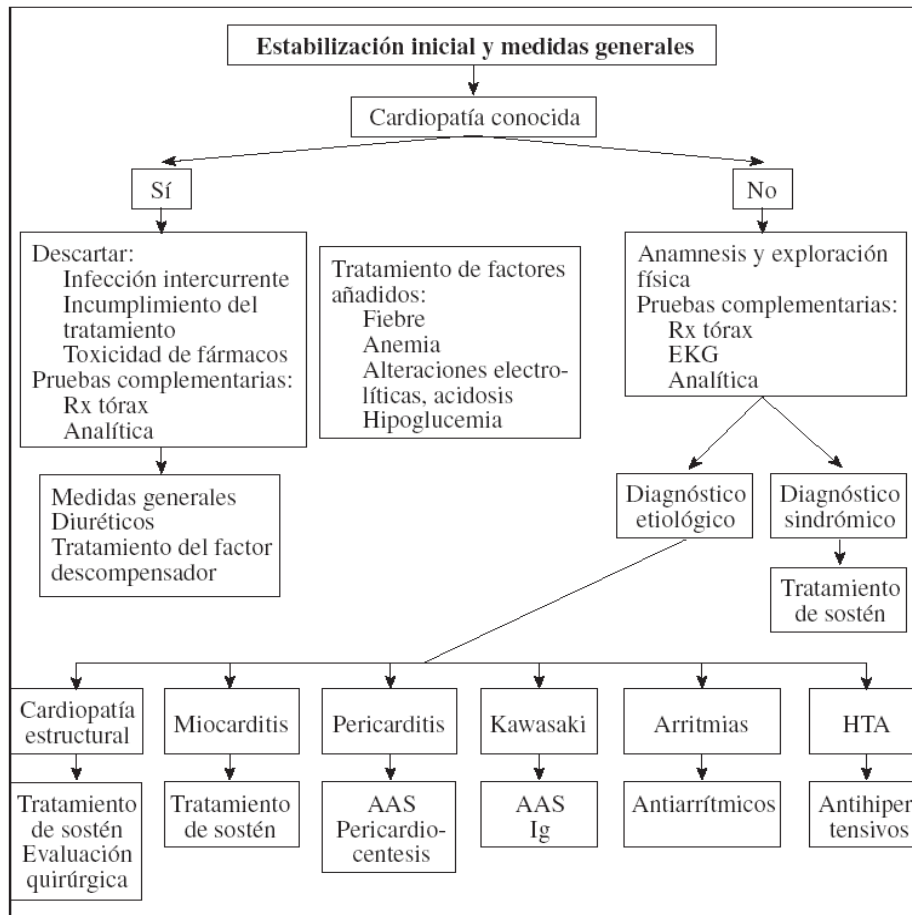 Estabilización inicial y medidas generales
Cardiopatía conocida
Sí
No
Descartar:
Infección intercurrente
Incumplimiento del
tratamiento
Toxicidad de fármacos
Pruebas complementarias:
Rx tórax
Analítica
Tratamiento de factores
añadidos:
Fiebre
Anemia
Alteraciones electro-
líticas, acidosis
Hipoglucemia
Anamnesis y exploración
física
Pruebas complementarias:
Rx tórax
EKG
Analítica
Medidas generales
Diuréticos
Tratamiento del factor
descompensador
Diagnóstico
etiológico
Diagnóstico
sindrómico
Tratamiento
de sostén
Cardiopatía
estructural
Miocarditis
Pericarditis
Kawasaki
Arritmias
HTA
Tratamiento
de sostén
Evaluación
quirúrgica
Tratamiento
de sostén
AAS
Pericardio-
centesis
AAS
Ig
Antiarrítmicos
Antihiper
tensivos